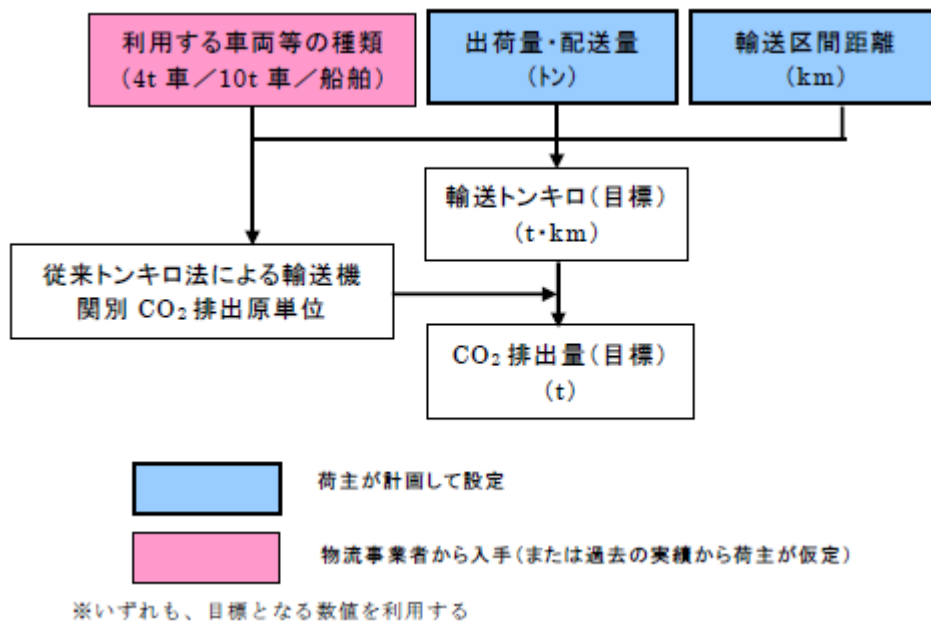 利用する車両等の種類
(4t 車/10t 車/船舶)
出荷量・配送量
(トン)
輸送区間距離
(km)
輸送トンキロ(目標)
(t・km)
従来トンキロ法による輸送機
関別 CO₂ 排出原単位
CO₂ 排出量(目標)
(t)
荷主が計画して設定
物流事業者から入手(または過去の実績から荷主が仮定)
※いずれも、目標となる数値を利用する